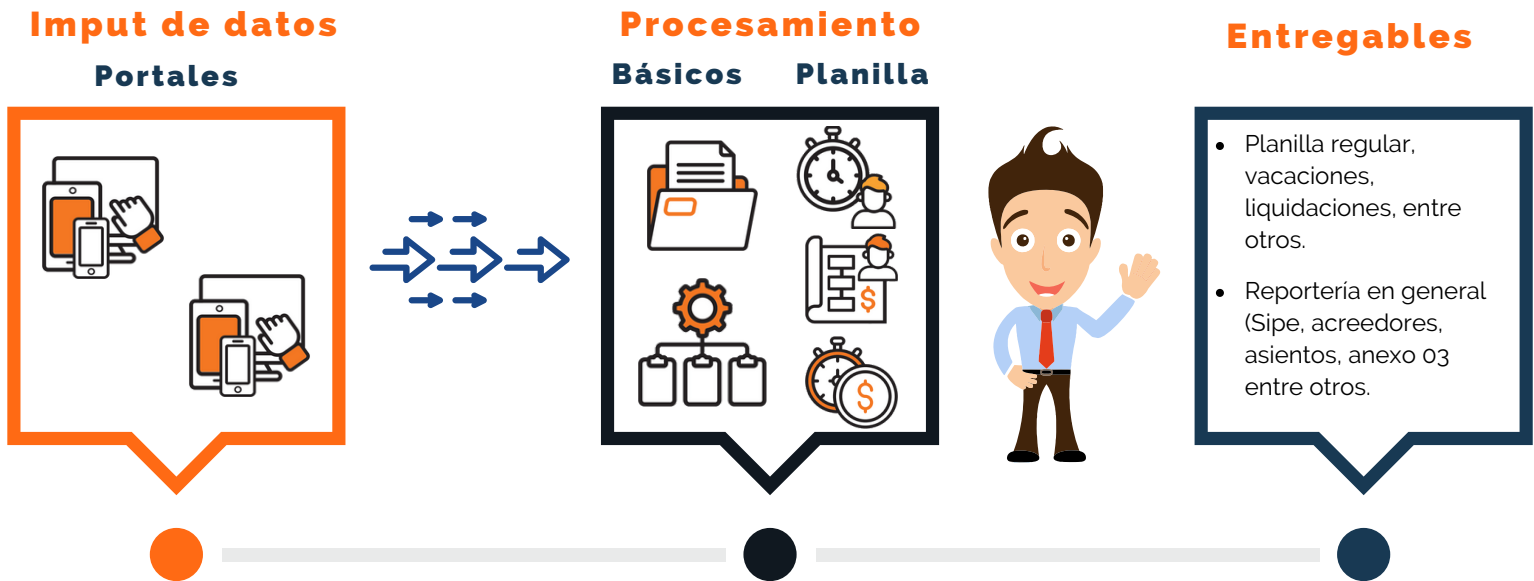 Imput de datos
Portales
Procesamiento
Básicos Planilla
Entregables
• Planilla regular,
vacaciones,
liquidaciones, entre
otros.
• Reportería en general
(Sipe, acreedores,
asientos, anexo 03
entre otros.
$
$